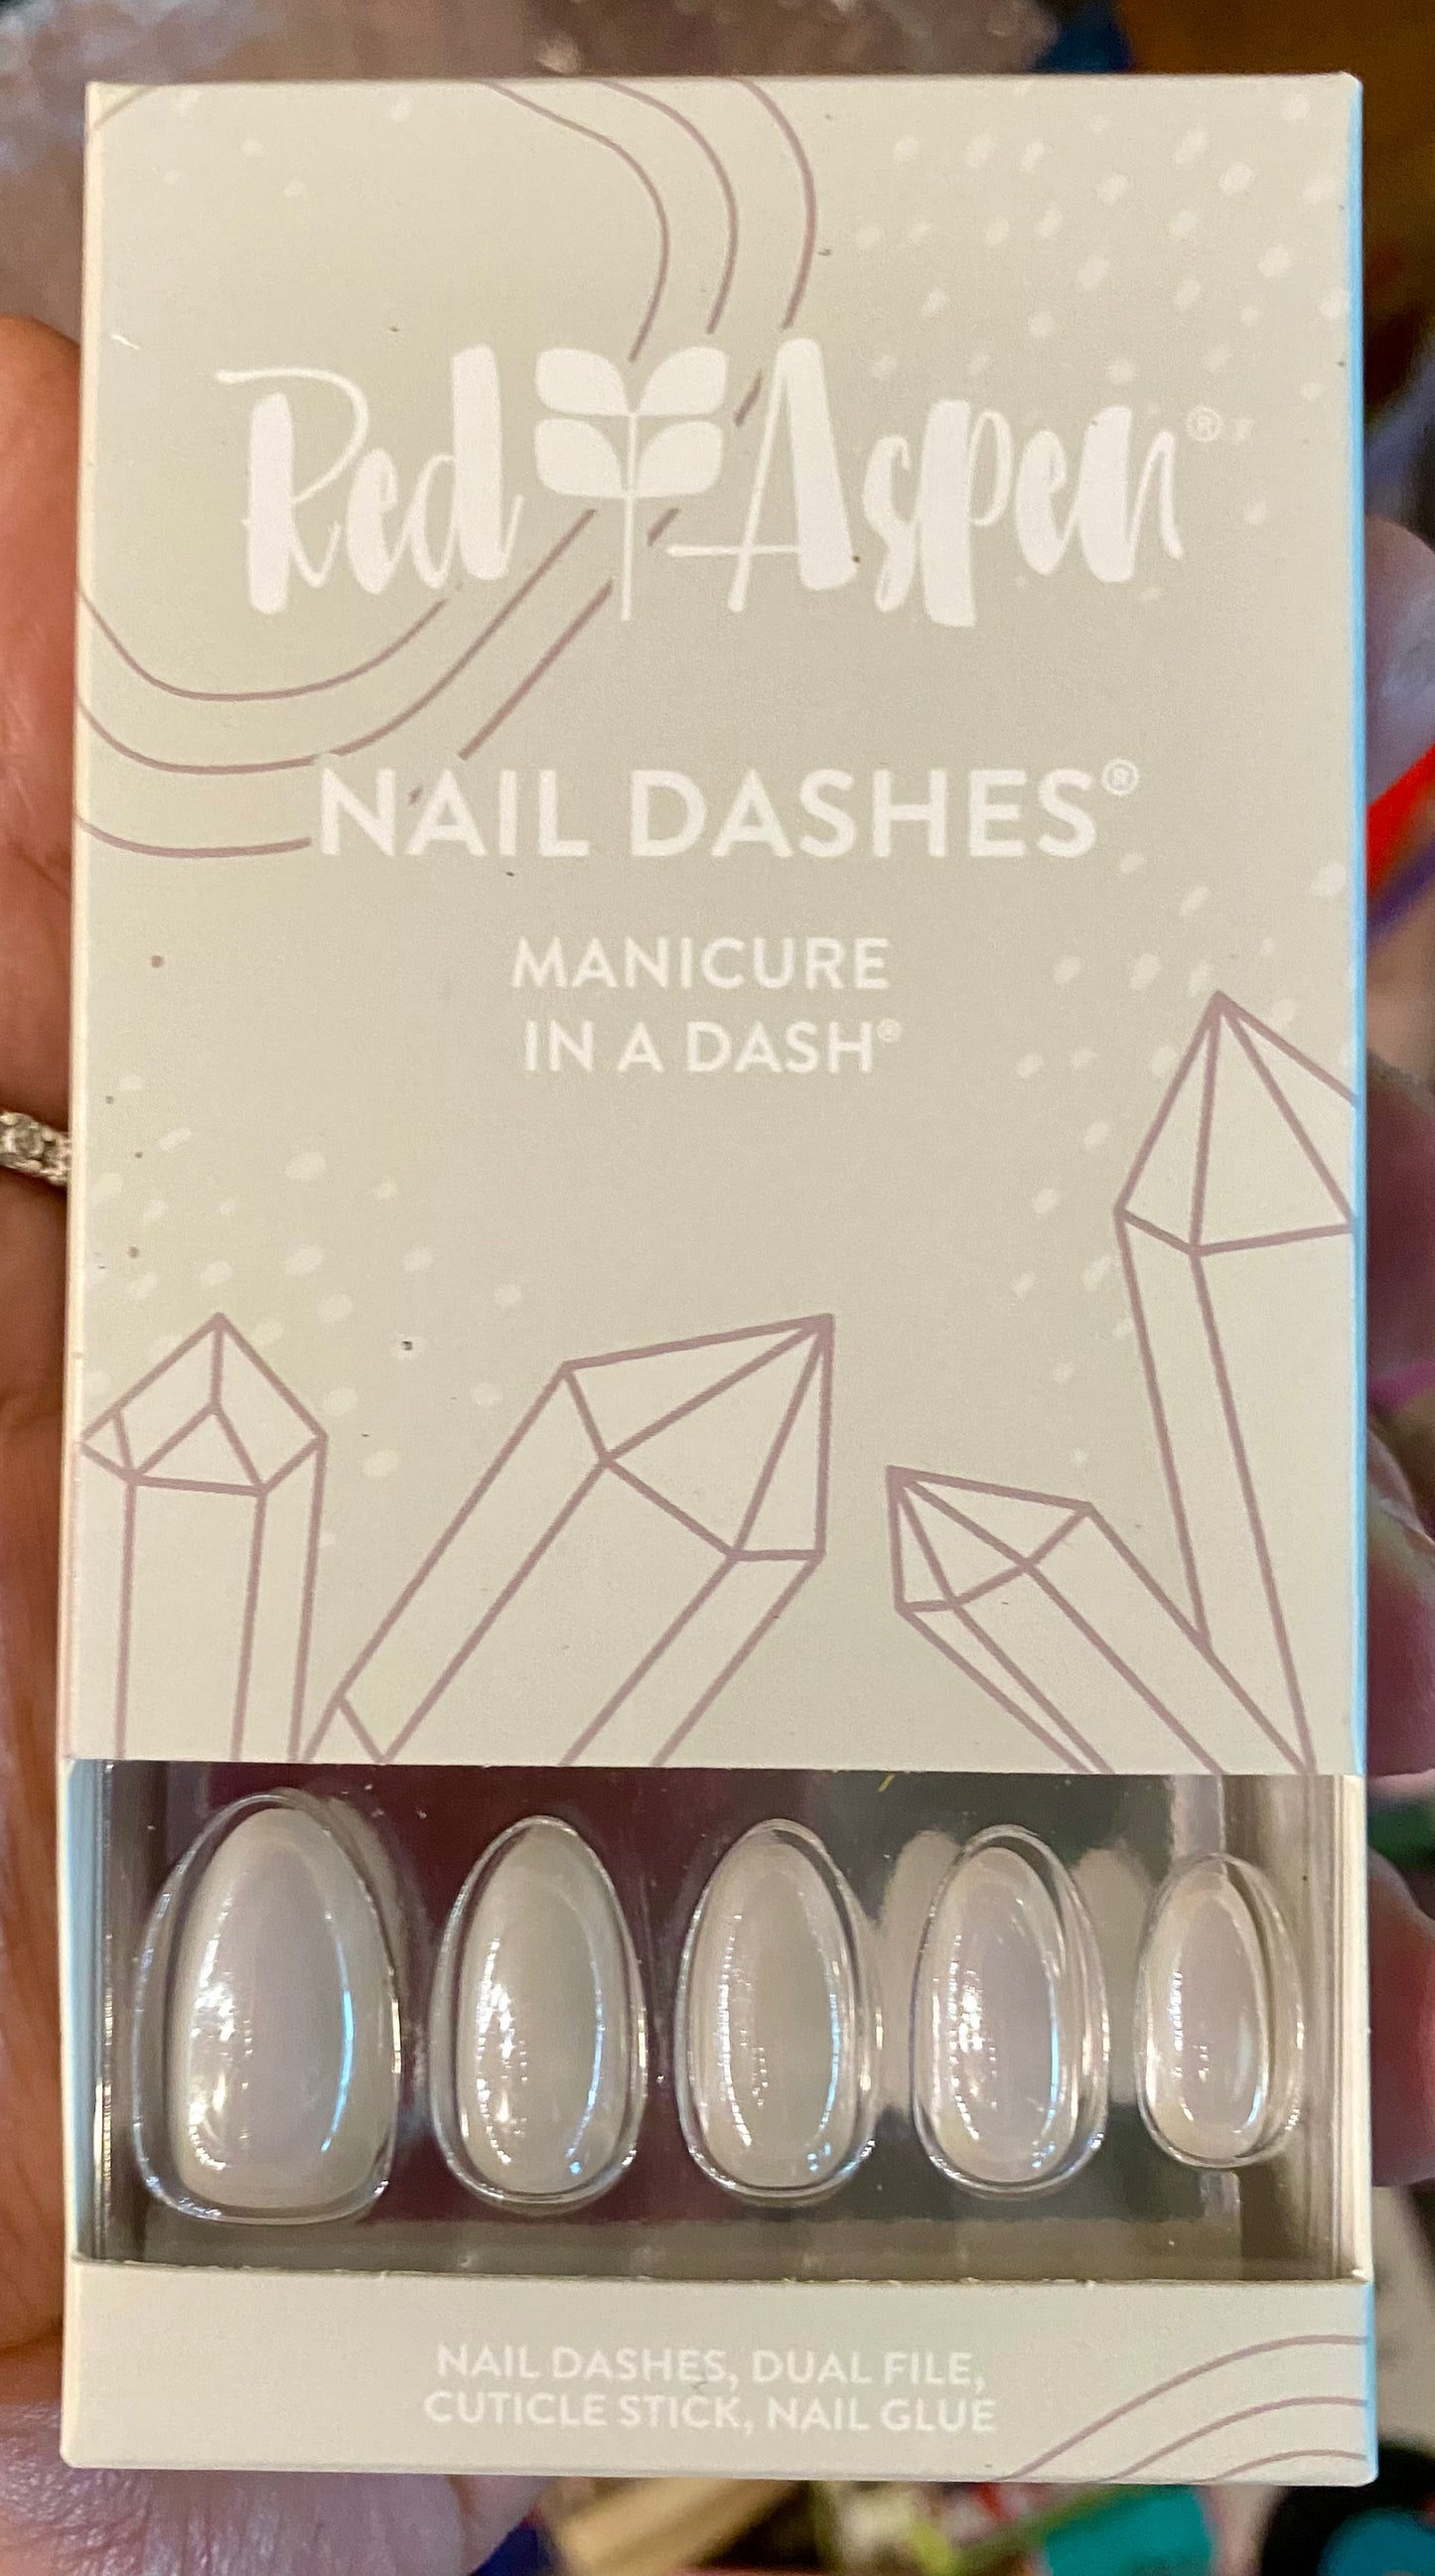 Red Aspen®
NAIL DASHES®
MANICURE
IN A DASH®
NAIL DASHES, DUAL FILE,
CUTICLE STICK, NAIL GLUE